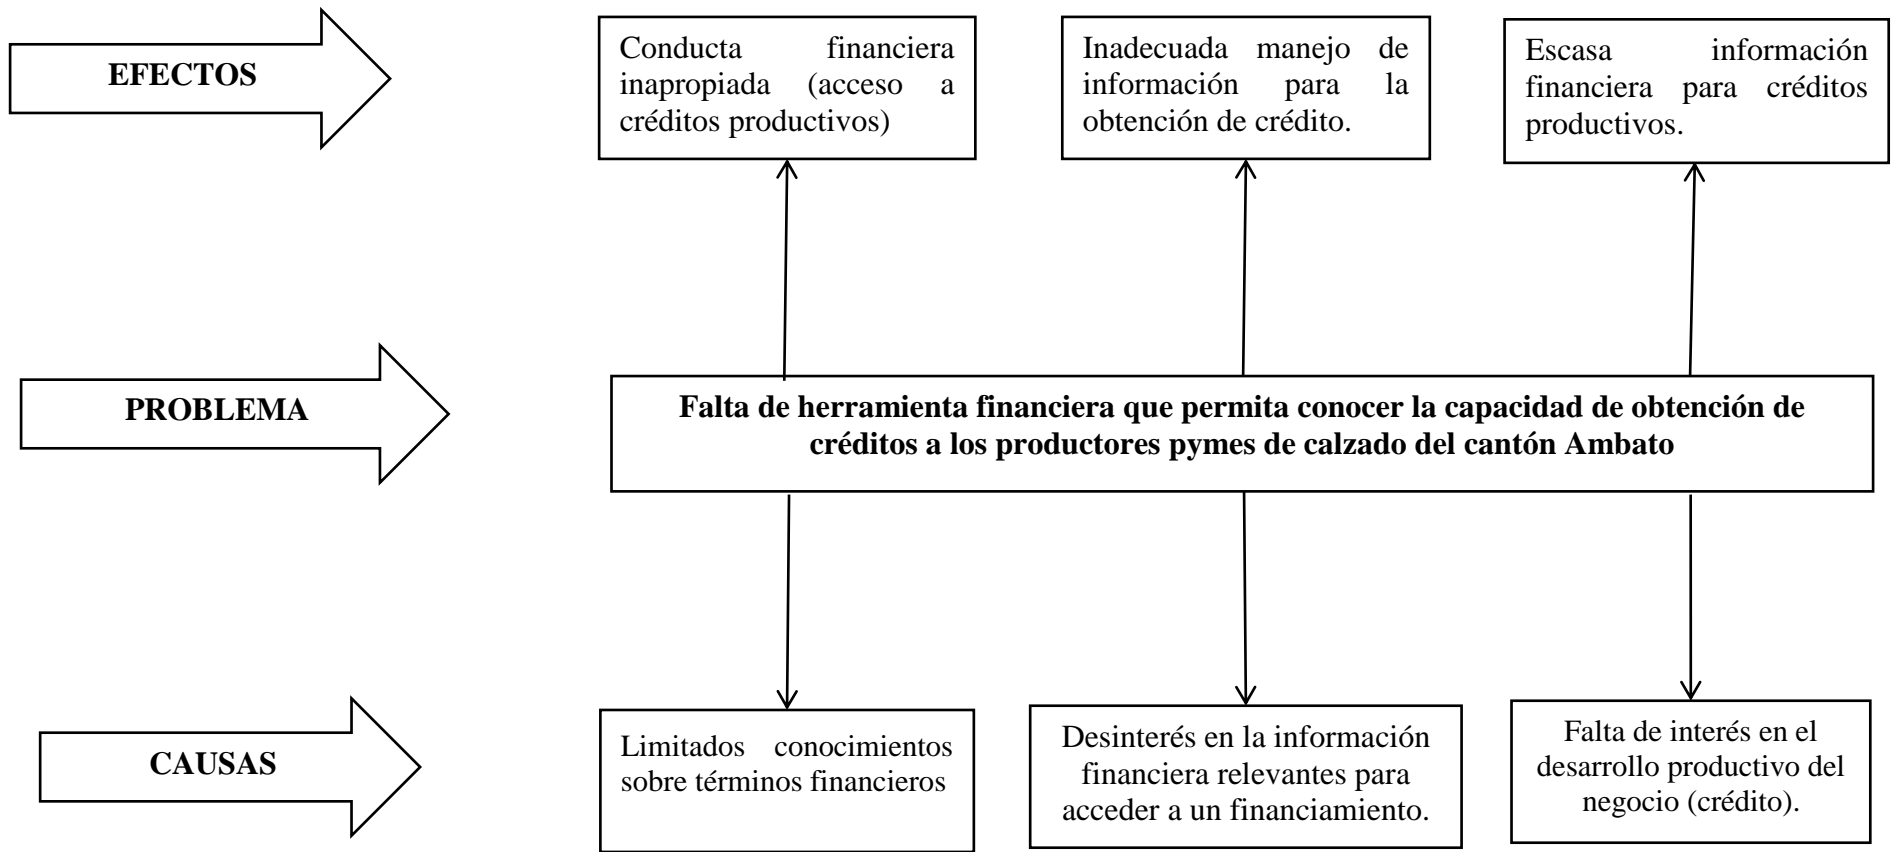 EFECTOS
Conducta financiera
inapropiada (acceso a
créditos productivos)
Inadecuada manejo de
información para la
obtención de crédito.
Escasa información
financiera para créditos
productivos.
PROBLEMA
Falta de herramienta financiera que permita conocer la capacidad de obtención de
créditos a los productores pymes de calzado del cantón Ambato
CAUSAS
Limitados conocimientos
sobre términos financieros
Desinterés en la información
financiera relevantes para
acceder a un financiamiento.
Falta de interés en el
desarrollo productivo del
negocio (crédito).